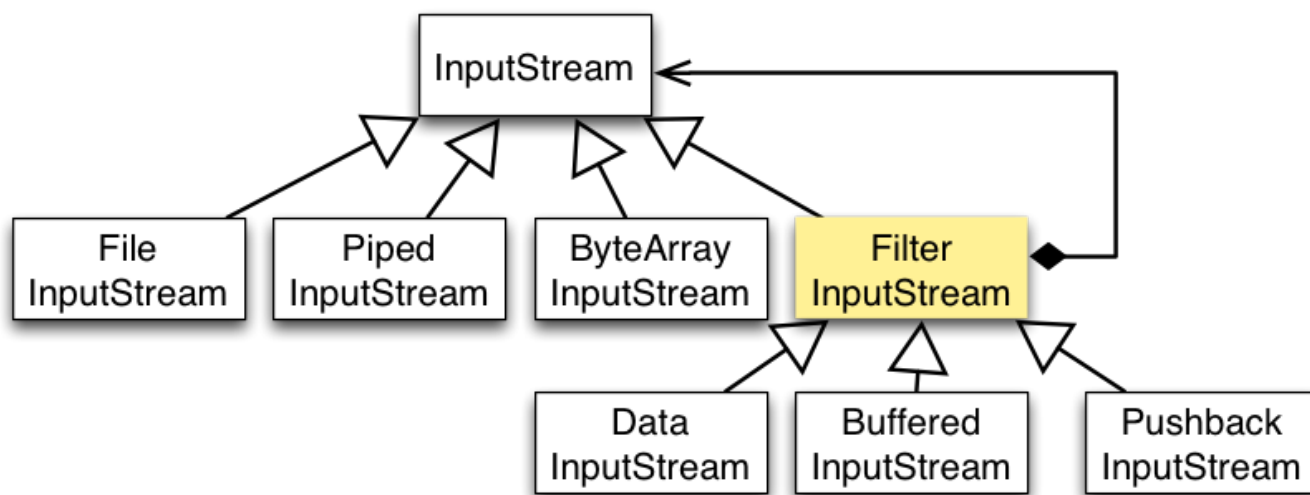 InputStream
File
InputStream
Piped
InputStream
ByteArray
InputStream
Filter
InputStream
Data
InputStream
Buffered
InputStream
Pushback
InputStream